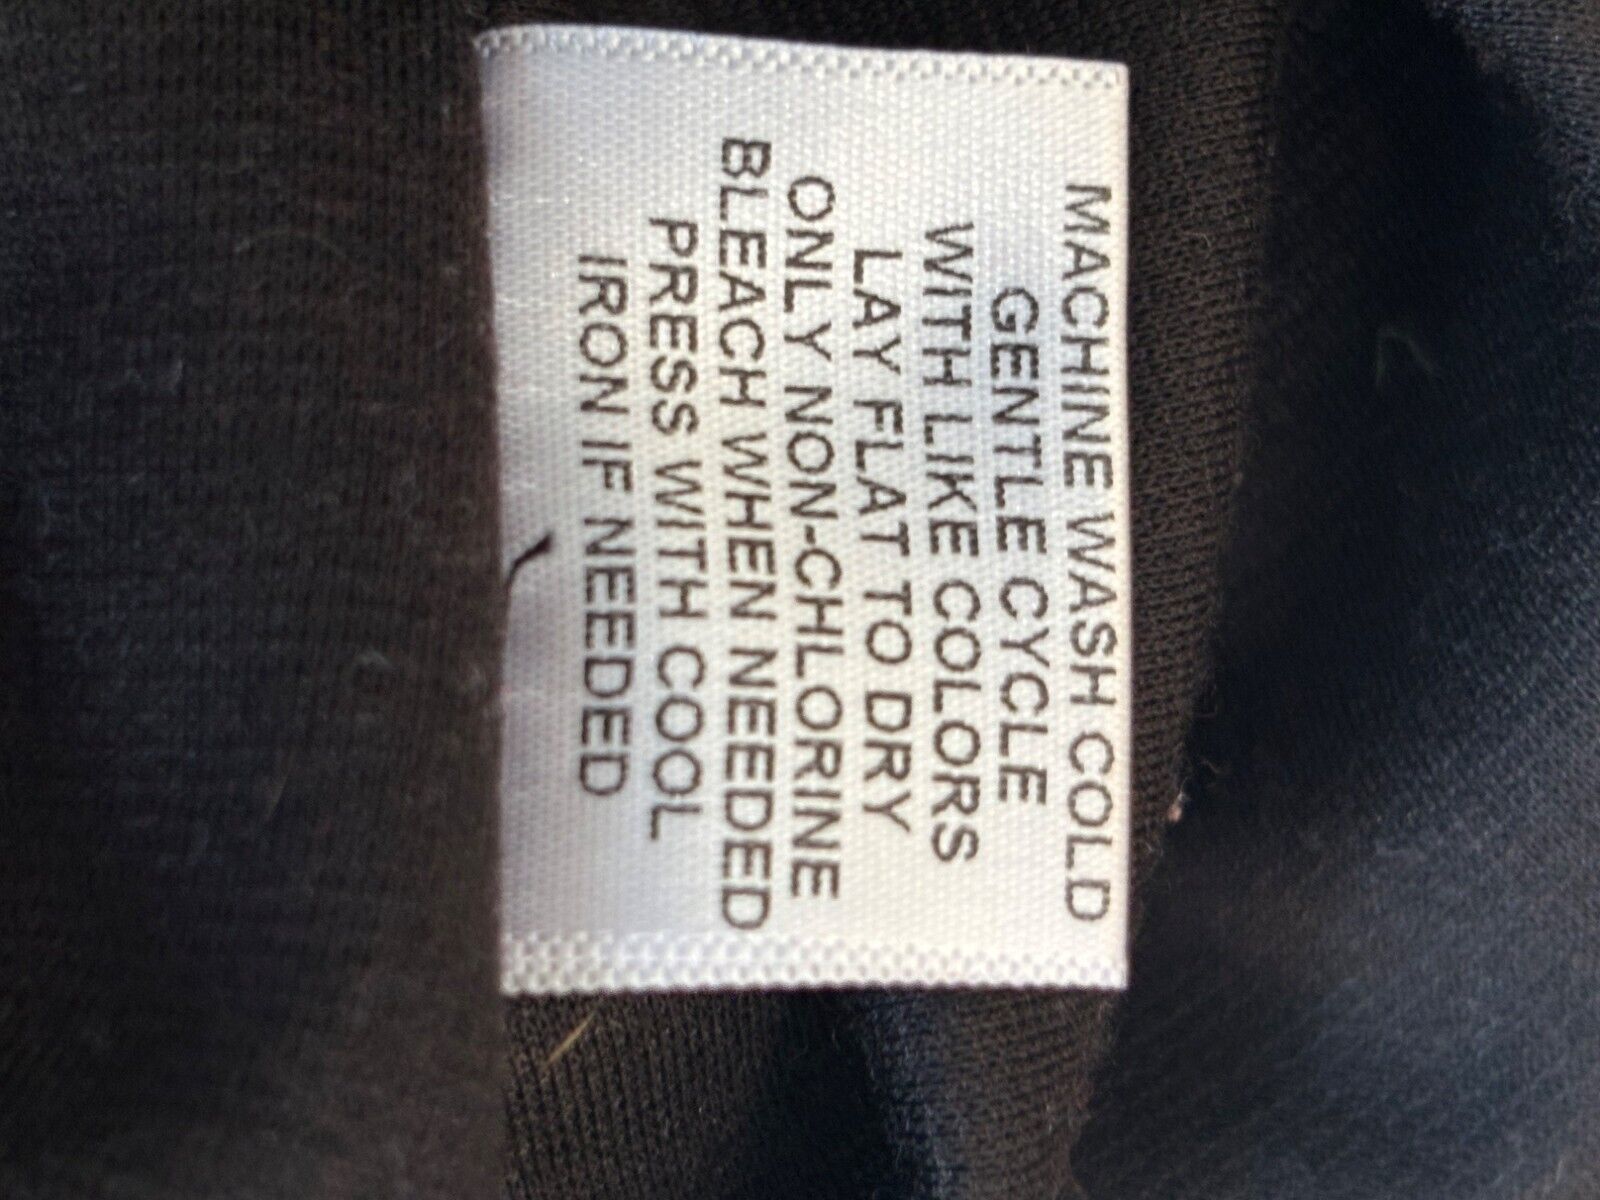 MACHINE WASH COLD
GENTLE CYCLE
WITH LIKE COLORS
LAY FLAT TO DRY
ONLY NON-CHLORINE
BLEACH WHEN NEEDED
PRESS WITH COOL
IRON IF NEEDED